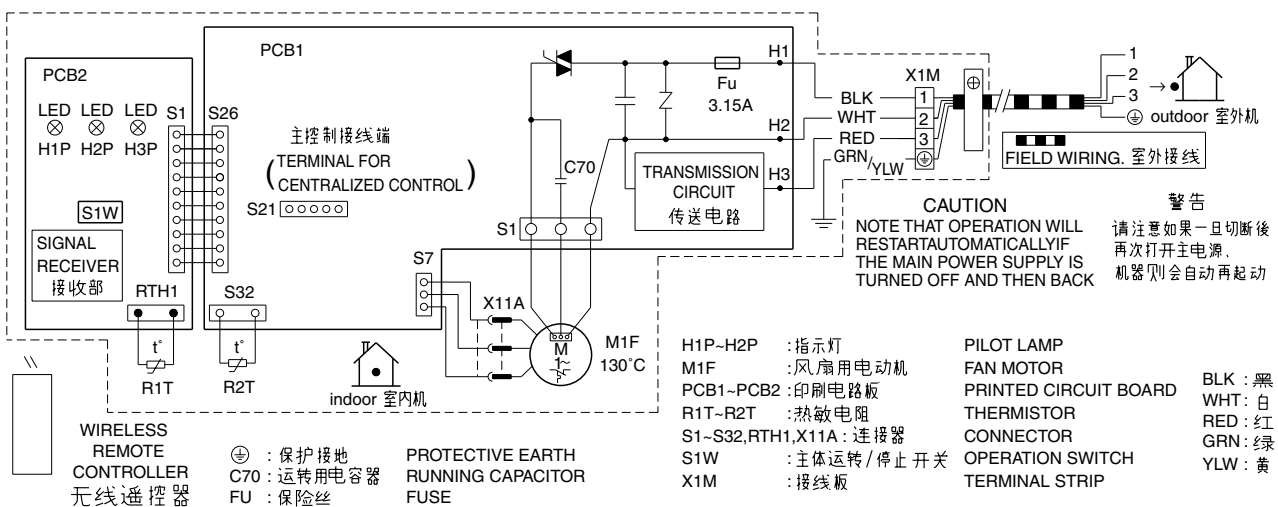 PCB2
LED LED LED
H1P H2P H3P
S1 S26
S1W
SIGNAL
RECEIVER
接收部
RTH1
t°
R1T
PCB1
主控制接线端
(TERMINAL FOR
CENTRALIZED CONTROL)
S21
S32
t°
R2T
S7
X11A
S1
C70
M
1~
M1F
130°C
indoor 室内机
H1
Fu
3.15A
H2
TRANSMISSION
CIRCUIT
传送电路
H3
X1M
BLK 1
WHT 2
RED 3
GRN/YLW
1
2
3
outdoor 室外机
FIELD WIRING. 室外接线
CAUTION
NOTE THAT OPERATION WILL
RESTARTAUTOMATICALLYIF
THE MAIN POWER SUPPLY IS
TURNED OFF AND THEN BACK
警告
请注意如果一旦切断後
再次打开主电源、
机器则会自动再起动
WIRELESS
REMOTE
CONTROLLER
无线遥控器
: 保护接地 PROTECTIVE EARTH
C70 : 运转用电容器 RUNNING CAPACITOR
FU : 保险丝 FUSE
H1P~H2P :指示灯 PILOT LAMP
M1F :风扇用电动机 FAN MOTOR
PCB1~PCB2 :印刷电路板 PRINTED CIRCUIT BOARD
R1T~R2T :热敏电阻 THERMISTOR
S1~S32,RTH1,X11A : 连接器 CONNECTOR
S1W :主体运转/停止开关 OPERATION SWITCH
X1M :接线板 TERMINAL STRIP
BLK : 黑
WHT : 白
RED : 红
GRN : 绿
YLW : 黄